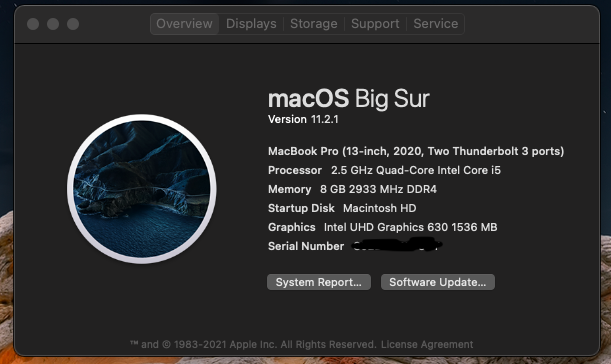 Overview Displays Storage Support Service
macOS Big Sur
Version 11.2.1
MacBook Pro (13-inch, 2020, Two Thunderbolt 3 ports)
Processor 2.5 GHz Quad-Core Intel Core i5
Memory 8 GB 2933 MHz DDR4
Startup Disk Macintosh HD
Graphics Intel UHD Graphics 630 1536 MB
Serial Number
System Report... Software Update...
™ and © 1983-2021 Apple Inc. All Rights Reserved. License Agreement